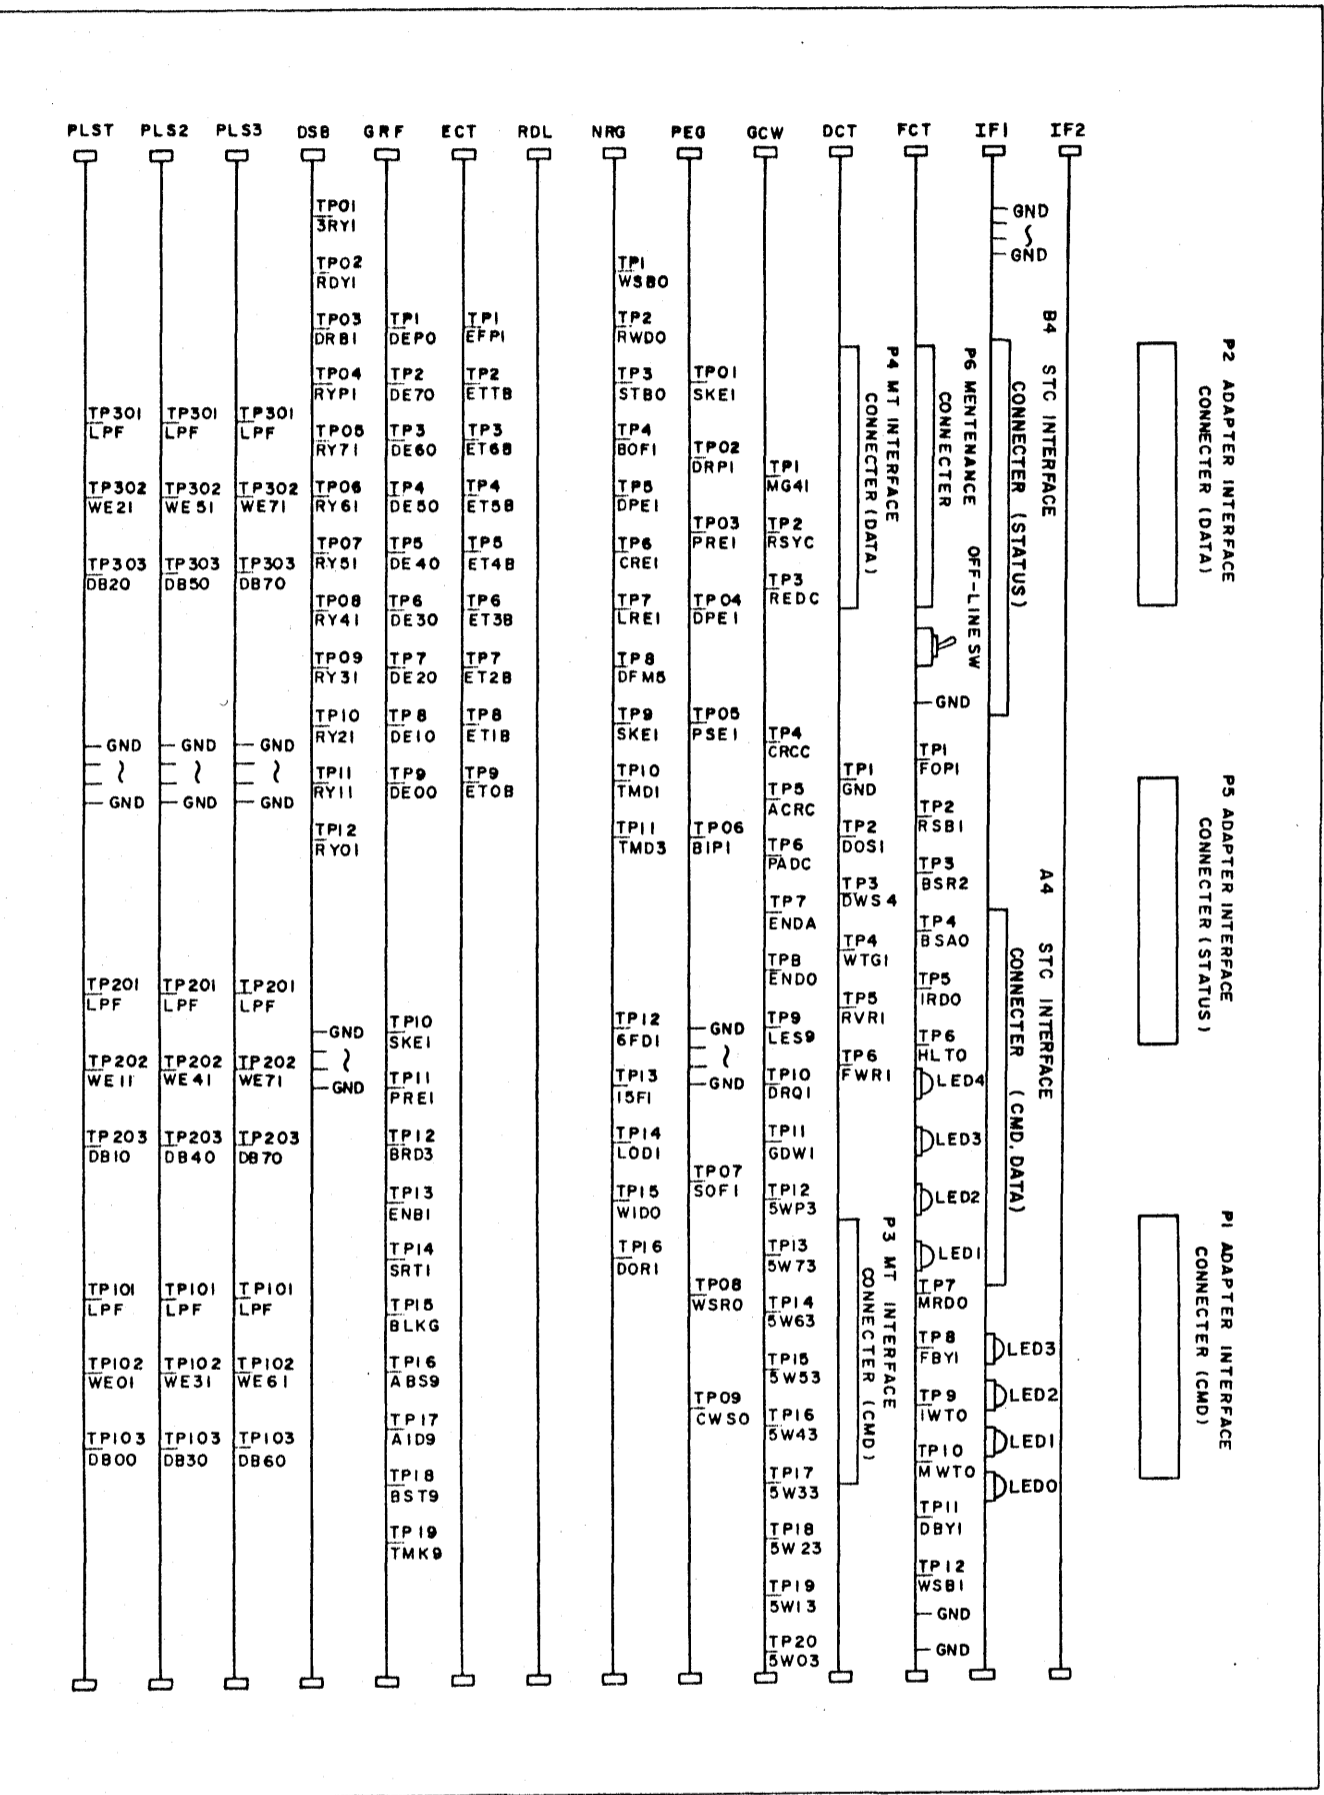 PLST PLS2 PLS3 DSB GRF ECT RDL NRG PEG GCW DCT FCT IF1 IF2
TP301
LPF
TP302
WE21
TP303
DB20
GND
GND
TP201
LPF
TP202
WE11
TP203
DB10
TP101
LPF
TP102
WE01
TP103
DB00
TP301
LPF
TP302
WE51
TP303
DB50
GND
GND
TP201
LPF
TP202
WE41
TP203
DB40
TP101
LPF
TP102
WE31
TP103
DB30
TP301
LPF
TP302
WE71
TP303
DB70
GND
GND
TP201
LPF
TP202
WE71
TP203
DB70
TP101
LPF
TP102
WE61
TP103
DB60
TP01
3RY1
TP02
RDY1
TP03
DRB1
TP04
RYP1
TP05
RY71
TP06
RY61
TP07
RY51
TP08
RY41
TP09
RY31
TP10
RY21
TP11
RY11
TP12
RY01
GND
GND
TP1
DEP0
TP2
DE70
TP3
DE60
TP4
DE50
TP5
DE40
TP6
DE30
TP7
DE20
TP8
DE10
TP9
DE00
TP10
SKE1
TP11
PRE1
TP12
BRD3
TP13
ENB1
TP14
SRT1
TP15
BLKG
TP16
ABS9
TP17
AID9
TP18
BST9
TP19
TMK9
TP1
EFP1
TP2
ET7B
TP3
ET6B
TP4
ET5B
TP5
ET4B
TP6
ET3B
TP7
ET2B
TP8
ET1B
TP9
ET0B
TP1
WSB0
TP2
RWD0
TP3
STB0
TP4
BOF1
TP5
DPE1
TP6
CRE1
TP7
LRE1
TP8
DFM5
TP9
SKE1
TP10
TMD1
TP11
TMD3
TP12
6FD1
TP13
15F1
TP14
LOD1
TP15
WID0
TP16
DOR1
TP01
SKE1
TP02
DRP1
TP03
PRE1
TP04
DPE1
TP05
PSE1
TP06
BIP1
GND
GND
TP07
SOF1
TP08
WSR0
TP09
CWS0
TP1
MG41
TP2
RSYC
TP3
REDC
TP4
CRCC
TP5
ACRC
TP6
PADC
TP7
ENDA
TP8
END0
TP9
LES9
TP10
DRQ1
TP11
GDW1
TP12
5WP3
TP13
5W73
TP14
5W63
TP15
5W53
TP16
5W43
TP17
5W33
TP18
5W23
TP19
5W13
TP20
5W03
P4 MT INTERFACE
CONNECTER (DATA)
TP1
GND
TP2
DOS1
TP3
DWS4
TP4
WTG1
TP5
RVR1
TP6
FWR1
P3 MT INTERFACE
CONNECTER (CMD)
P6 MENTENANCE
CONNECTER
OFF-LINE SW
GND
TP1
FOP1
TP2
RSB1
TP3
BSR2
TP4
BSA0
TP5
IRD0
TP6
HLT0
LED4
LED3
LED2
LED1
TP7
MRD0
TP8
FBY1
TP9
IWT0
TP10
MWT0
TP11
DBY1
TP12
WSB1
GND
GND
GND
GND
B4 STC INTERFACE
CONNECTER (STATUS)
A4 STC INTERFACE
CONNECTER (CMD, DATA)
LED3
LED2
LED1
LED0
P2 ADAPTER INTERFACE
CONNECTER (DATA)
P5 ADAPTER INTERFACE
CONNECTER (STATUS)
P1 ADAPTER INTERFACE
CONNECTER (CMD)